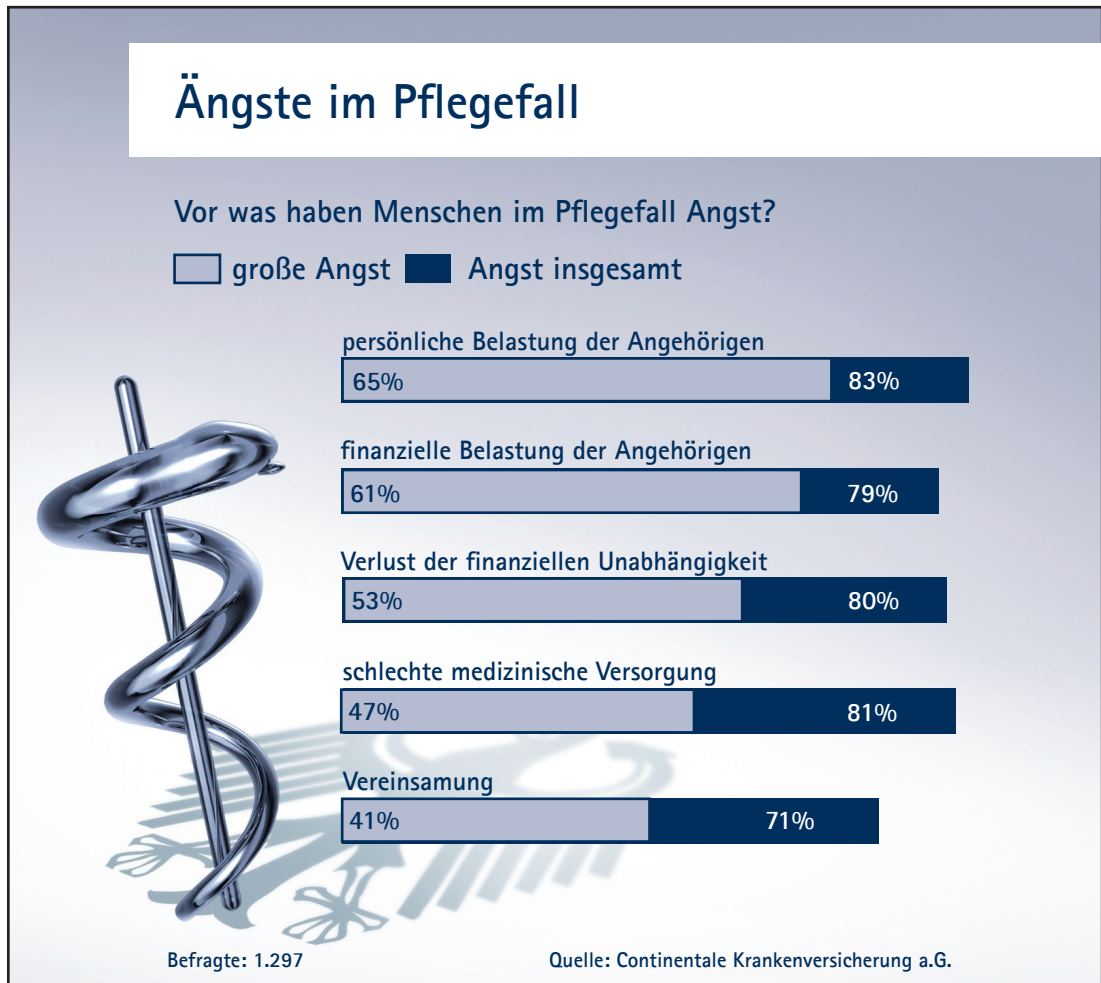 Ängste im Pflegefall
Vor was haben Menschen im Pflegefall Angst?
große Angst Angst insgesamt
persönliche Belastung der Angehörigen
65% 83%
finanzielle Belastung der Angehörigen
61% 79%
Verlust der finanziellen Unabhängigkeit
53% 80%
schlechte medizinische Versorgung
47% 81%
Vereinsamung
41% 71%
Befragte: 1.297 Quelle: Continentale Krankenversicherung a.G.